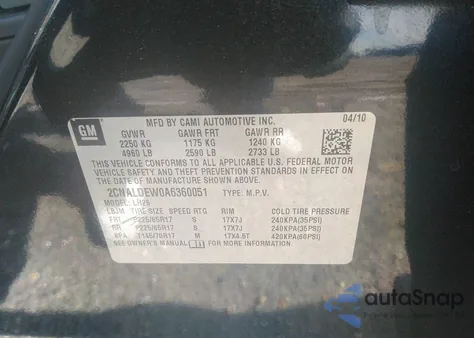 GM
MFD BY CAMI AUTOMOTIVE INC. 04/10
GVWR GAWR FRT GAWR RR
2250 KG 1175 KG 1240 KG
4960 LB 2590 LB 2733 LB
THIS VEHICLE CONFORMS TO ALL APPLICABLE U.S. FEDERAL MOTOR
VEHICLE SAFETY, BUMPER, AND THEFT PREVENTION STANDARDS IN EFFECT ON THE
DATE OF MANUFACTURE SHOWN ABOVE.
2CNALDEW0A6360051 TYPE: M.P.V.
MODEL: LH26
TIRE SIZE SPEED RTG RIM COLD TIRE PRESSURE
FRT P225/65R17 S 17X7J 240KPA(35PSI)
RR P225/65R17 S 17X7J 240KPA(35PSI)
SPA T145/70R17 M 17X4.5T 420KPA(60PSI)
SEE OWNER'S MANUAL
autoSnap